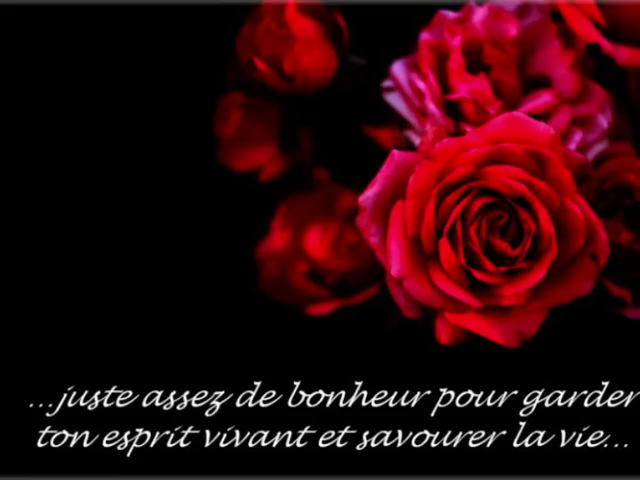 ...juste assez de bonheur pour garder
ton esprit vivant et savourer la vie...